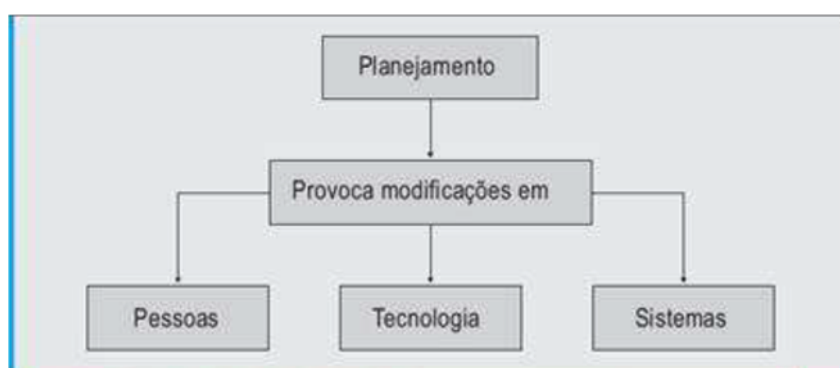 Planejamento
Provoca modificações em
Pessoas
Tecnologia
Sistemas